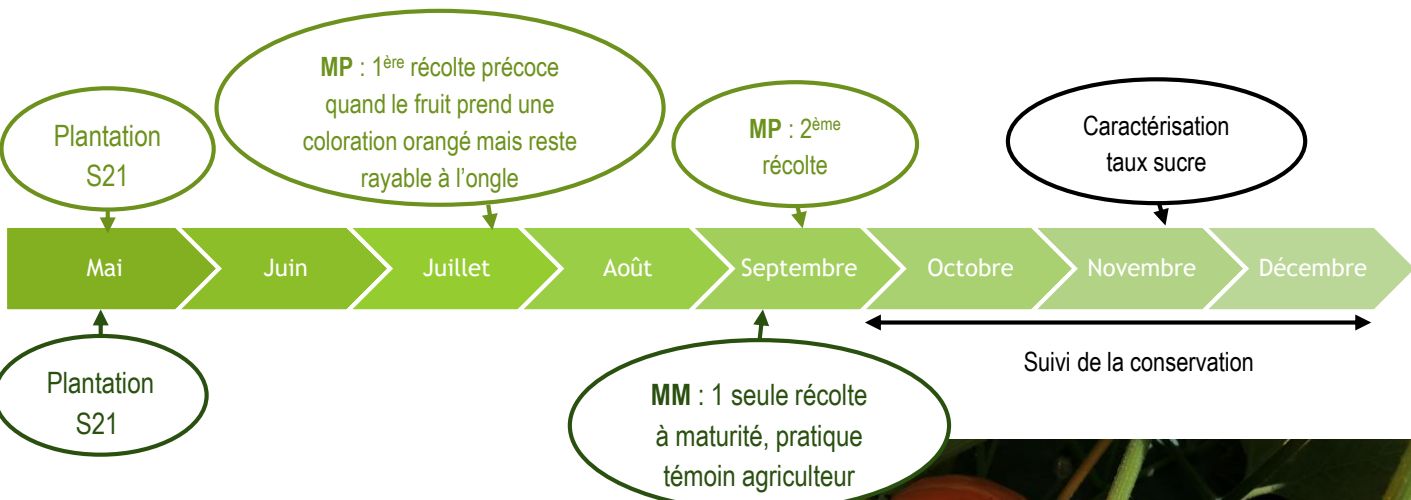 MP : 1ère récolte précoce
quand le fruit prend une
coloration orangé mais reste
rayable à l'ongle
Plantation
S21
MP : 2ème
récolte
Caractérisation
taux sucre
Mai
Juin
Juillet
Août
Septembre
Octobre
Novembre
Décembre
Plantation
S21
MM : 1 seule récolte
à maturité, pratique
témoin agriculteur
Suivi de la conservation